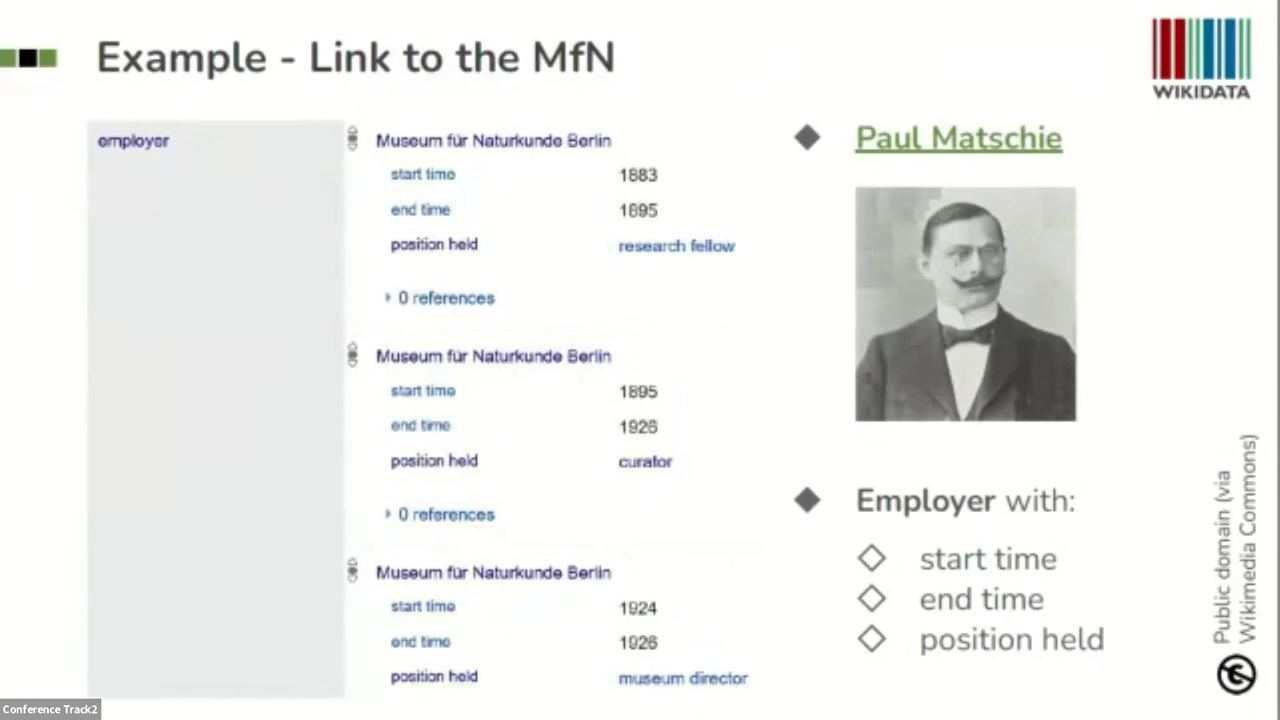 Example - Link to the MfN
WIKIDATA
employer
Museum für Naturkunde Berlin
start time 1883
end time 1895
position held research fellow
0 references
Museum für Naturkunde Berlin
start time 1895
end time 1926
position held curator
0 references
Museum für Naturkunde Berlin
start time 1924
end time 1926
position held museum director
Paul Matschie
Employer with:
start time
end time
position held
Public domain (via
Wikimedia Commons)
Conference Track2